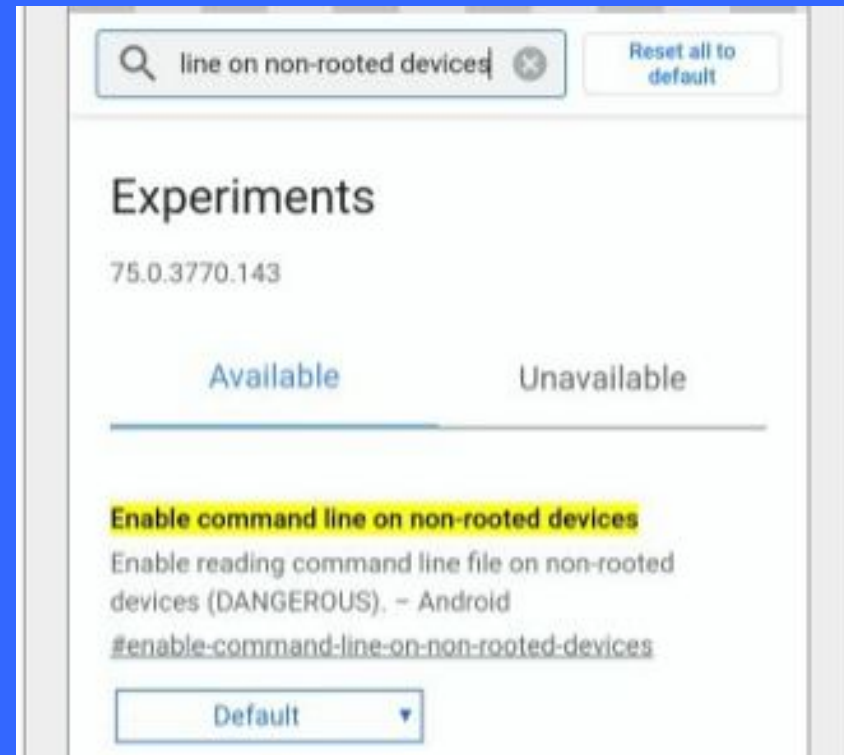 line on non-rooted devices
Reset all to
default
Experiments
75.0.3770.143
Available
Unavailable
Enable command line on non-rooted devices
Enable reading command line file on non-rooted
devices (DANGEROUS). – Android
#enable-command-line-on-non-rooted-devices
Default